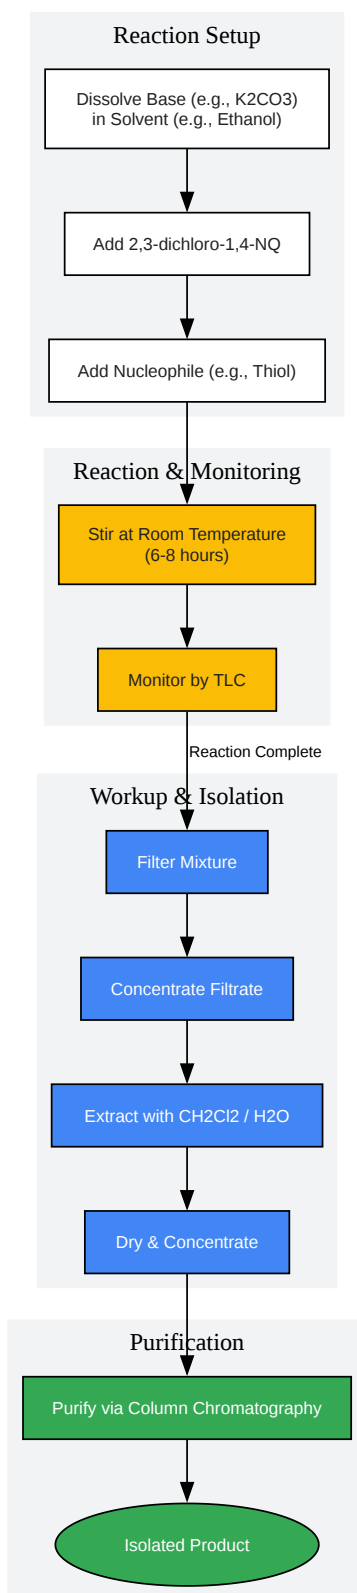 Reaction Setup
Dissolve Base (e.g., K2CO3)
in Solvent (e.g., Ethanol)
Add 2,3-dichloro-1,4-NQ
Add Nucleophile (e.g., Thiol)
Reaction & Monitoring
Stir at Room Temperature
(6-8 hours)
Monitor by TLC
Reaction Complete
Workup & Isolation
Filter Mixture
Concentrate Filtrate
Extract with CH2Cl2 / H2O
Dry & Concentrate
Purification
Purify via Column Chromatography
Isolated Product